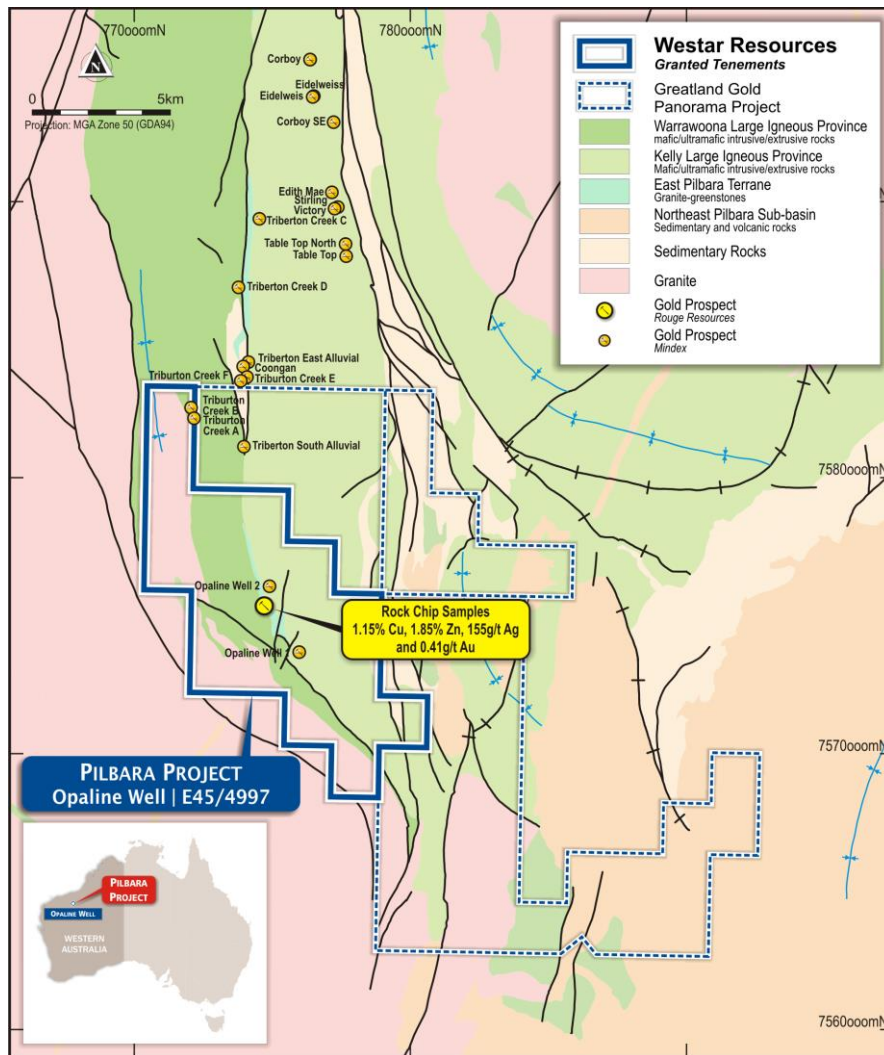 770000mN
780000mN
N
0
5km
Projection: MGA Zone 50 (GDA94)
Westar Resources
Granted Tenements
Greatland Gold
Panorama Project
Warrawoona Large Igneous Province
mafic/ultramafic intrusive/extrusive rocks
Kelly Large Igneous Province
Mafic/ultramafic intrusive/extrusive rocks
East Pilbara Terrane
Granite-greenstones
Northeast Pilbara Sub-basin
Sedimentary and volcanic rocks
Sedimentary Rocks
Granite
Gold Prospect
Rouge Resources
Gold Prospect
Mindex
Corboy
Eidelweiss
Eidelweis
Corboy SE
Edith Mae
Stirling
Victory
Triberton Creek C
Table Top North
Table Top
Triberton Creek D
Triberton East Alluvial
Coongan
Triburton Creek F
Triburton Creek E
Triburton
Creek B
Triburton
Creek A
Triberton South Alluvial
7580000mN
Opaline Well 2
Rock Chip Samples
1.15% Cu, 1.85% Zn, 155g/t Ag
and 0.41g/t Au
Opaline Well 1
7570000mN
PILBARA PROJECT
Opaline Well | E45/4997
PILBARA
PROJECT
OPALINE WELL
WESTERN
AUSTRALIA
7560000mN